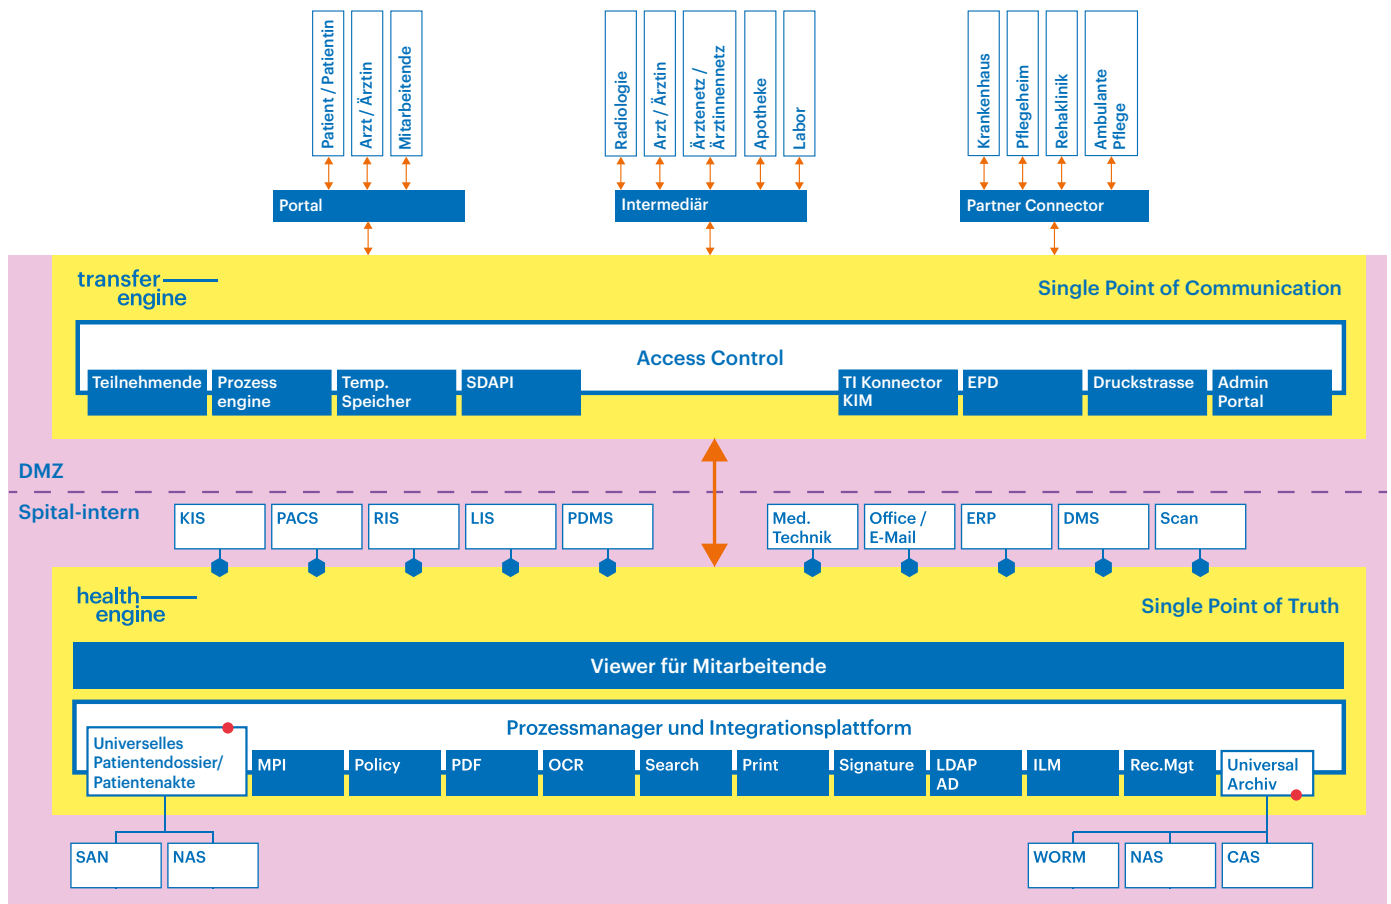 Patient / Patientin
Arzt / Ärztin
Mitarbeitende
Radiologie
Arzt / Ärztin
Ärztenetz /
Ärztinnennetz
Apotheke
Labor
Krankenhaus
Pflegeheim
Rehaklinik
Ambulante
Pflege
Portal
Intermediär
Partner Connector
transfer
engine
Single Point of Communication
Access Control
Teilnehmende
Prozess
engine
Temp.
Speicher
SDAPI
TI Konnector
KIM
EPD
Druckstrasse
Admin
Portal
DMZ
Spital-intern
KIS
PACS
RIS
LIS
PDMS
Med.
Technik
Office /
E-Mail
ERP
DMS
Scan
health
engine
Single Point of Truth
Viewer für Mitarbeitende
Prozessmanager und Integrationsplattform
Universelles
Patientendossier/
Patientenakte
MPI
Policy
PDF
OCR
Search
Print
Signature
LDAP
AD
ILM
Rec.Mgt
Universal
Archiv
SAN
NAS
WORM
NAS
CAS